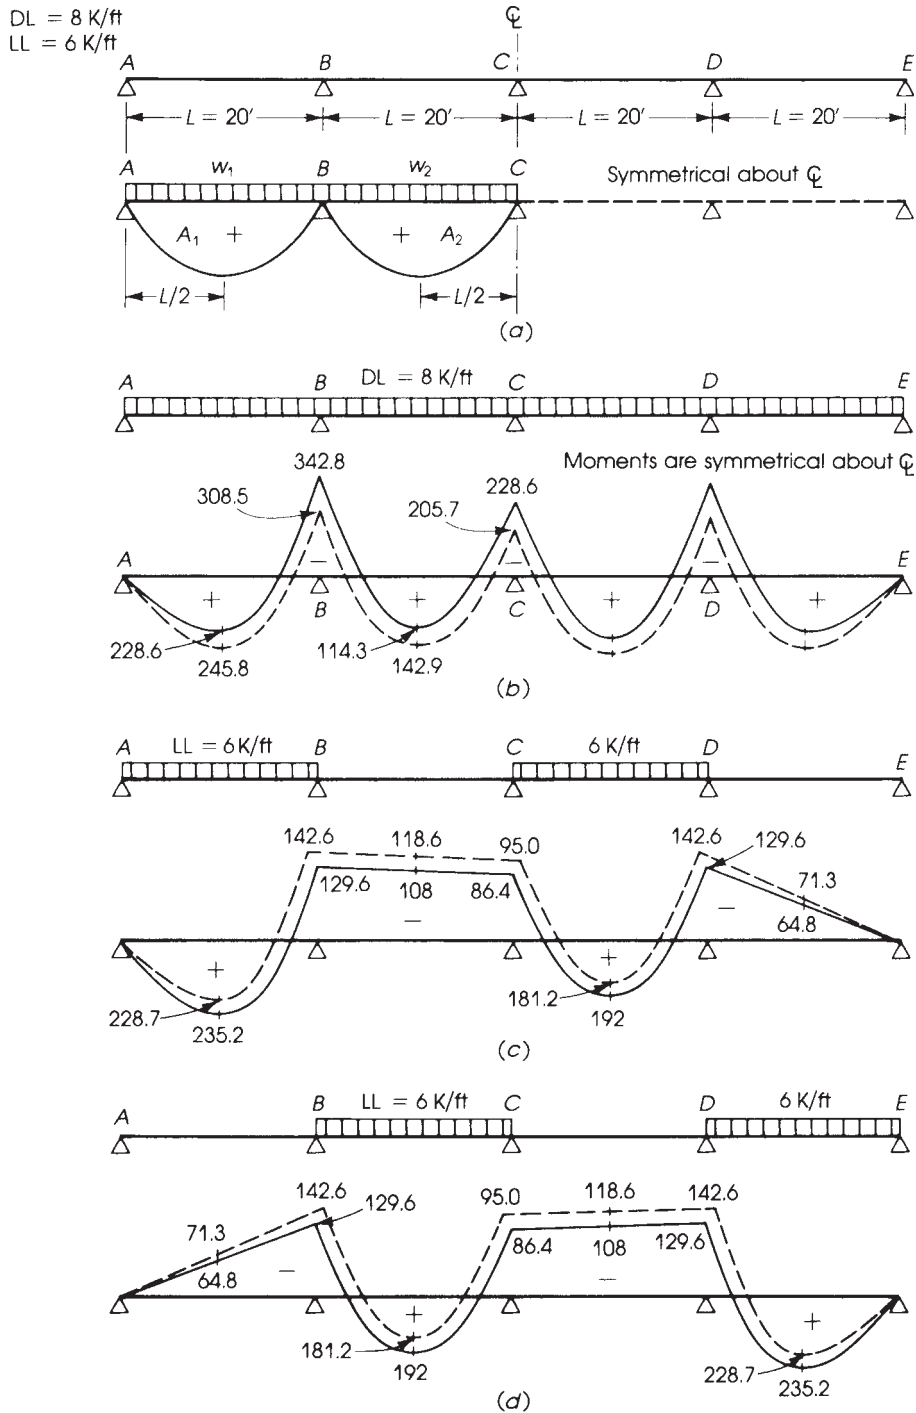 DL = 8 K/ft
LL = 6 K/ft
℄
A B C D E
L = 20' L = 20' L = 20' L = 20'
A w₁ B w₂ C
Symmetrical about ℄
A₁ + + A₂
L/2 L/2
(a)
A B DL = 8 K/ft C D E
Moments are symmetrical about ℄
342.8
308.5
228.6
205.7
A − − − E
+ B + C + D +
228.6
245.8
114.3
142.9
(b)
A LL = 6 K/ft B C 6 K/ft D E
142.6 118.6 95.0 142.6 129.6
129.6 108 86.4
71.3
− −
64.8
+ +
228.7
235.2
181.2
192
(c)
A B LL = 6 K/ft C D 6 K/ft E
142.6 129.6 95.0 118.6 142.6
71.3
86.4 108 129.6
64.8
− −
+ +
181.2
192
228.7
235.2
(d)